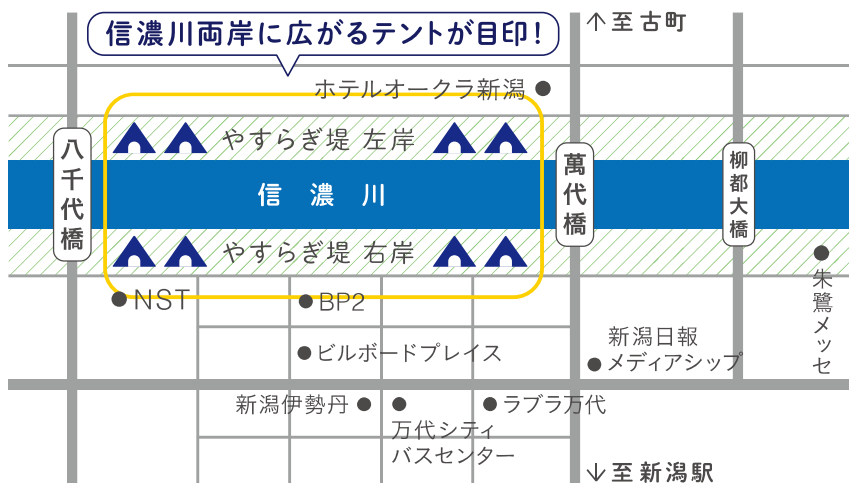 信濃川両岸に広がるテントが目印!
↑至古町
ホテルオークラ新潟
やすらぎ堤 左岸
八千代橋
信濃川
萬代橋
柳都大橋
やすらぎ堤 右岸
NST
BP2
朱鷺メッセ
ビルボードプレイス
新潟日報
メディアシップ
新潟伊勢丹
万代シティ
バスセンター
ラブラ万代
↓至新潟駅